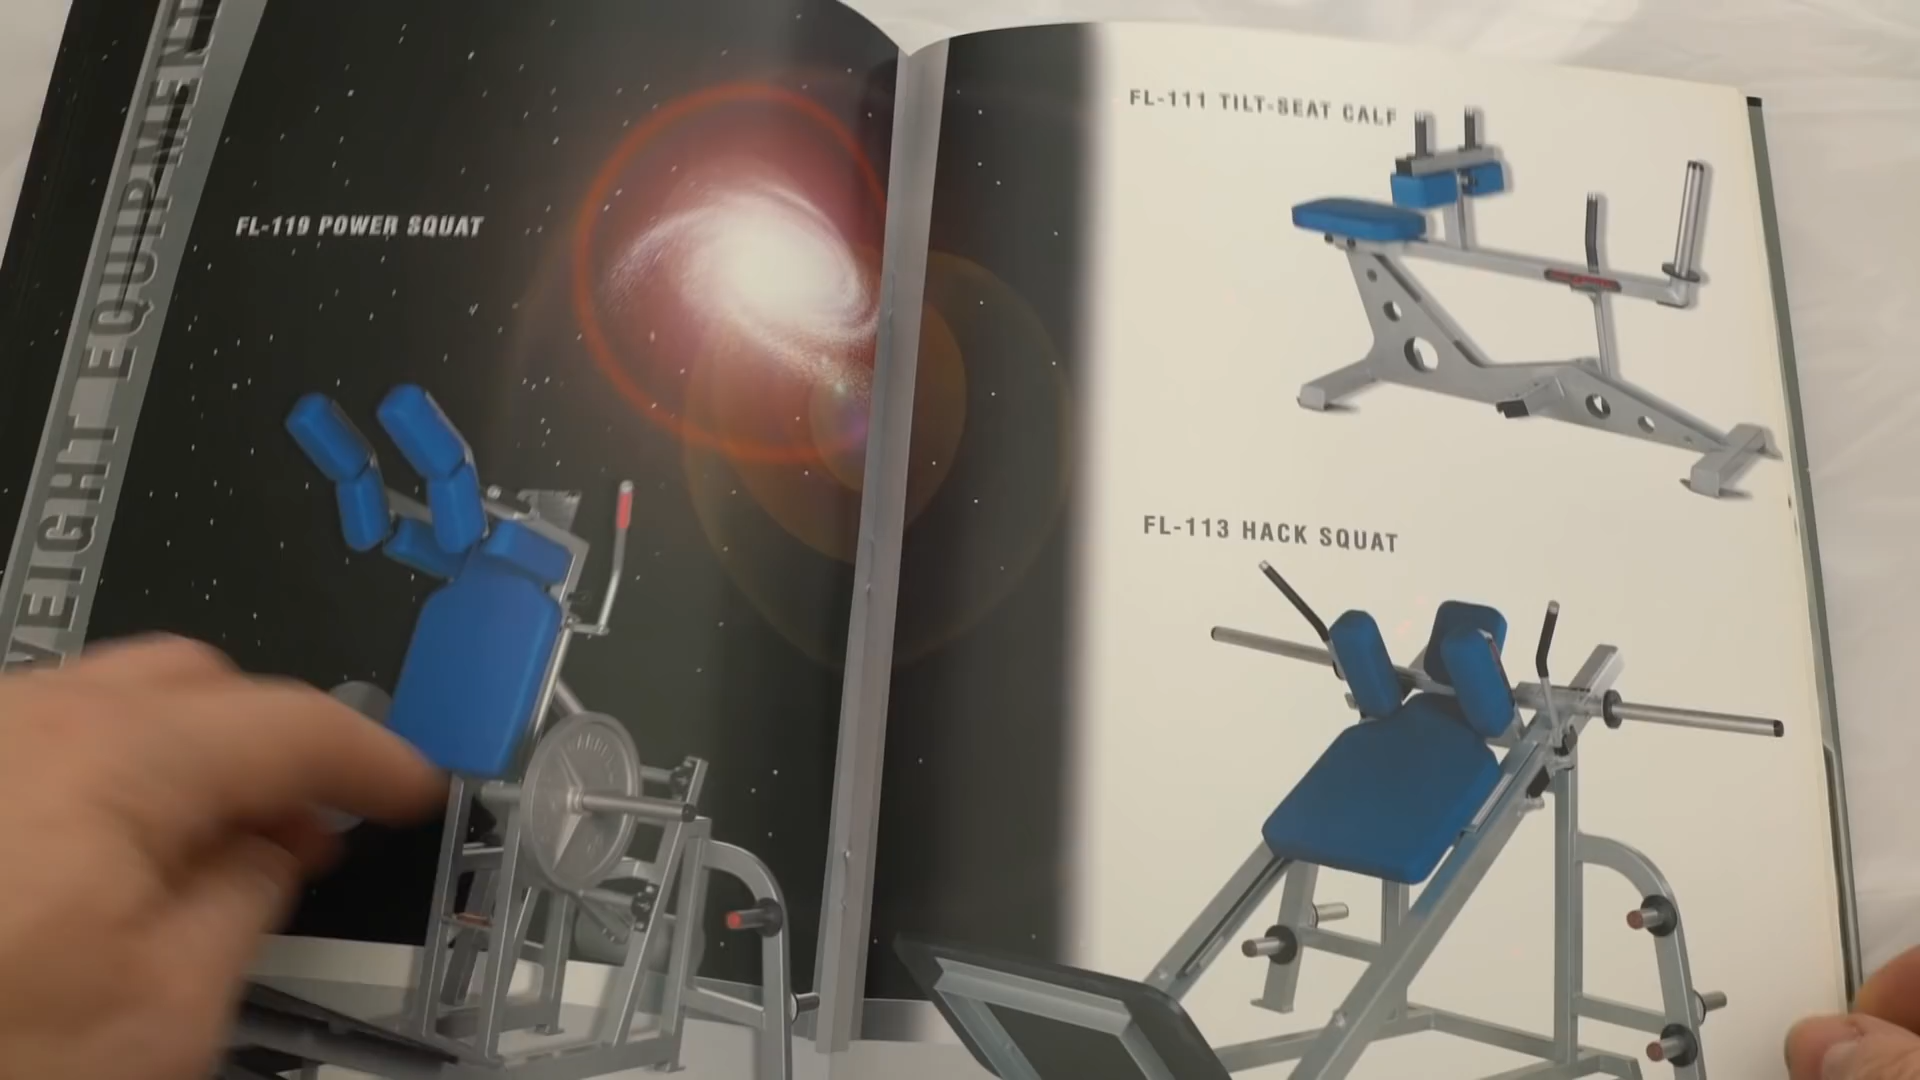 WEIGHT EQUIPMENT
FL-119 POWER SQUAT
FL-111 TILT-SEAT CALF
FL-113 HACK SQUAT